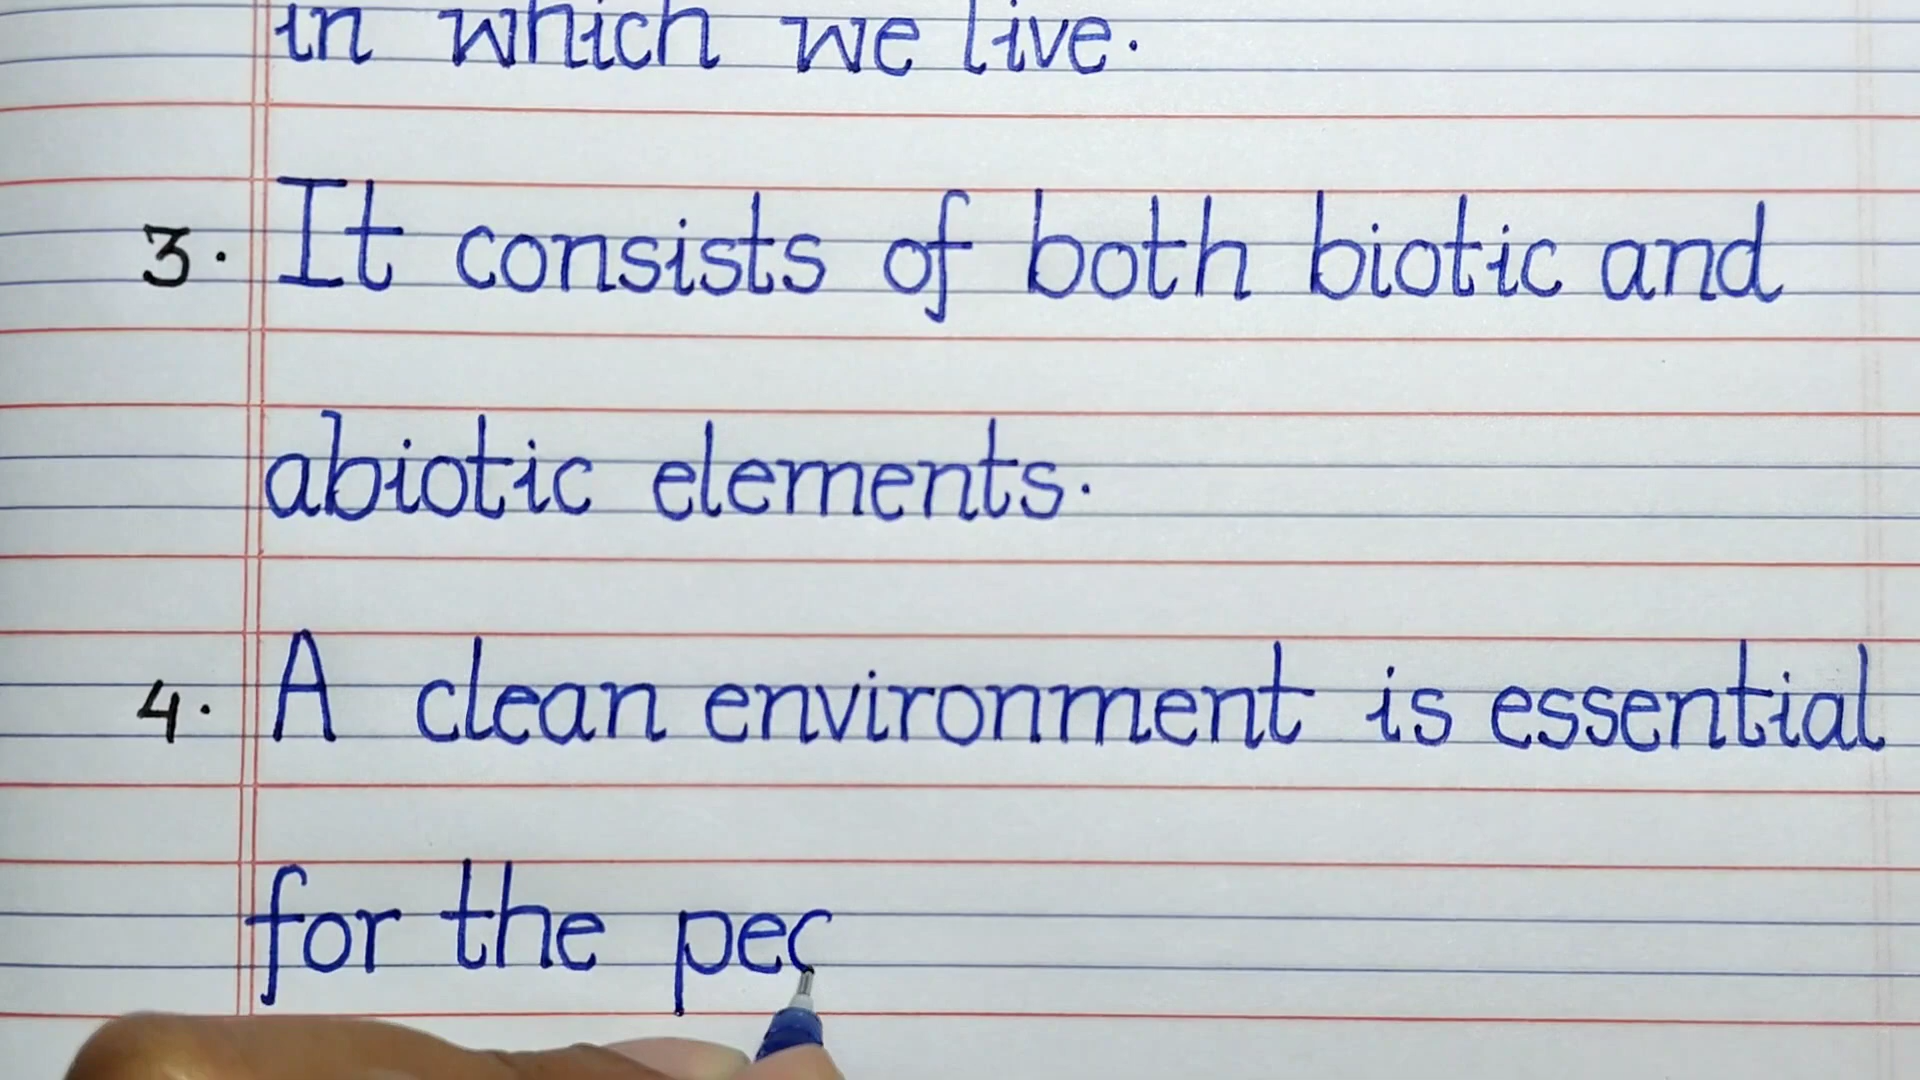 in which we live.
3. It consists of both biotic and
abiotic elements.
4. A clean environment is essential
for the pec